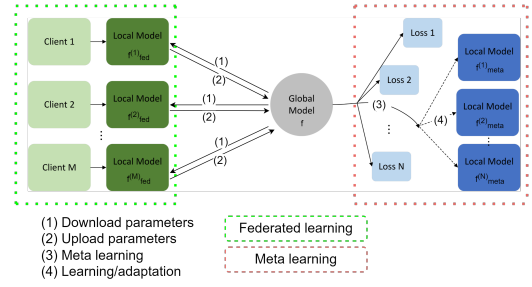 Client 1
Local Model
f(1)fed
(1)
(2)
Loss 1
Local Model
f(1)meta
Loss 2
Client 2
Local Model
f(2)fed
(1)
(2)
Global
Model
f
(3)
(4)
Local Model
f(2)meta
⋮
⋮
⋮
Client M
Local Model
f(M)fed
(1)
(2)
Loss N
Local Model
f(N)meta
(1) Download parameters
(2) Upload parameters
(3) Meta learning
(4) Learning/adaptation
Federated learning
Meta learning